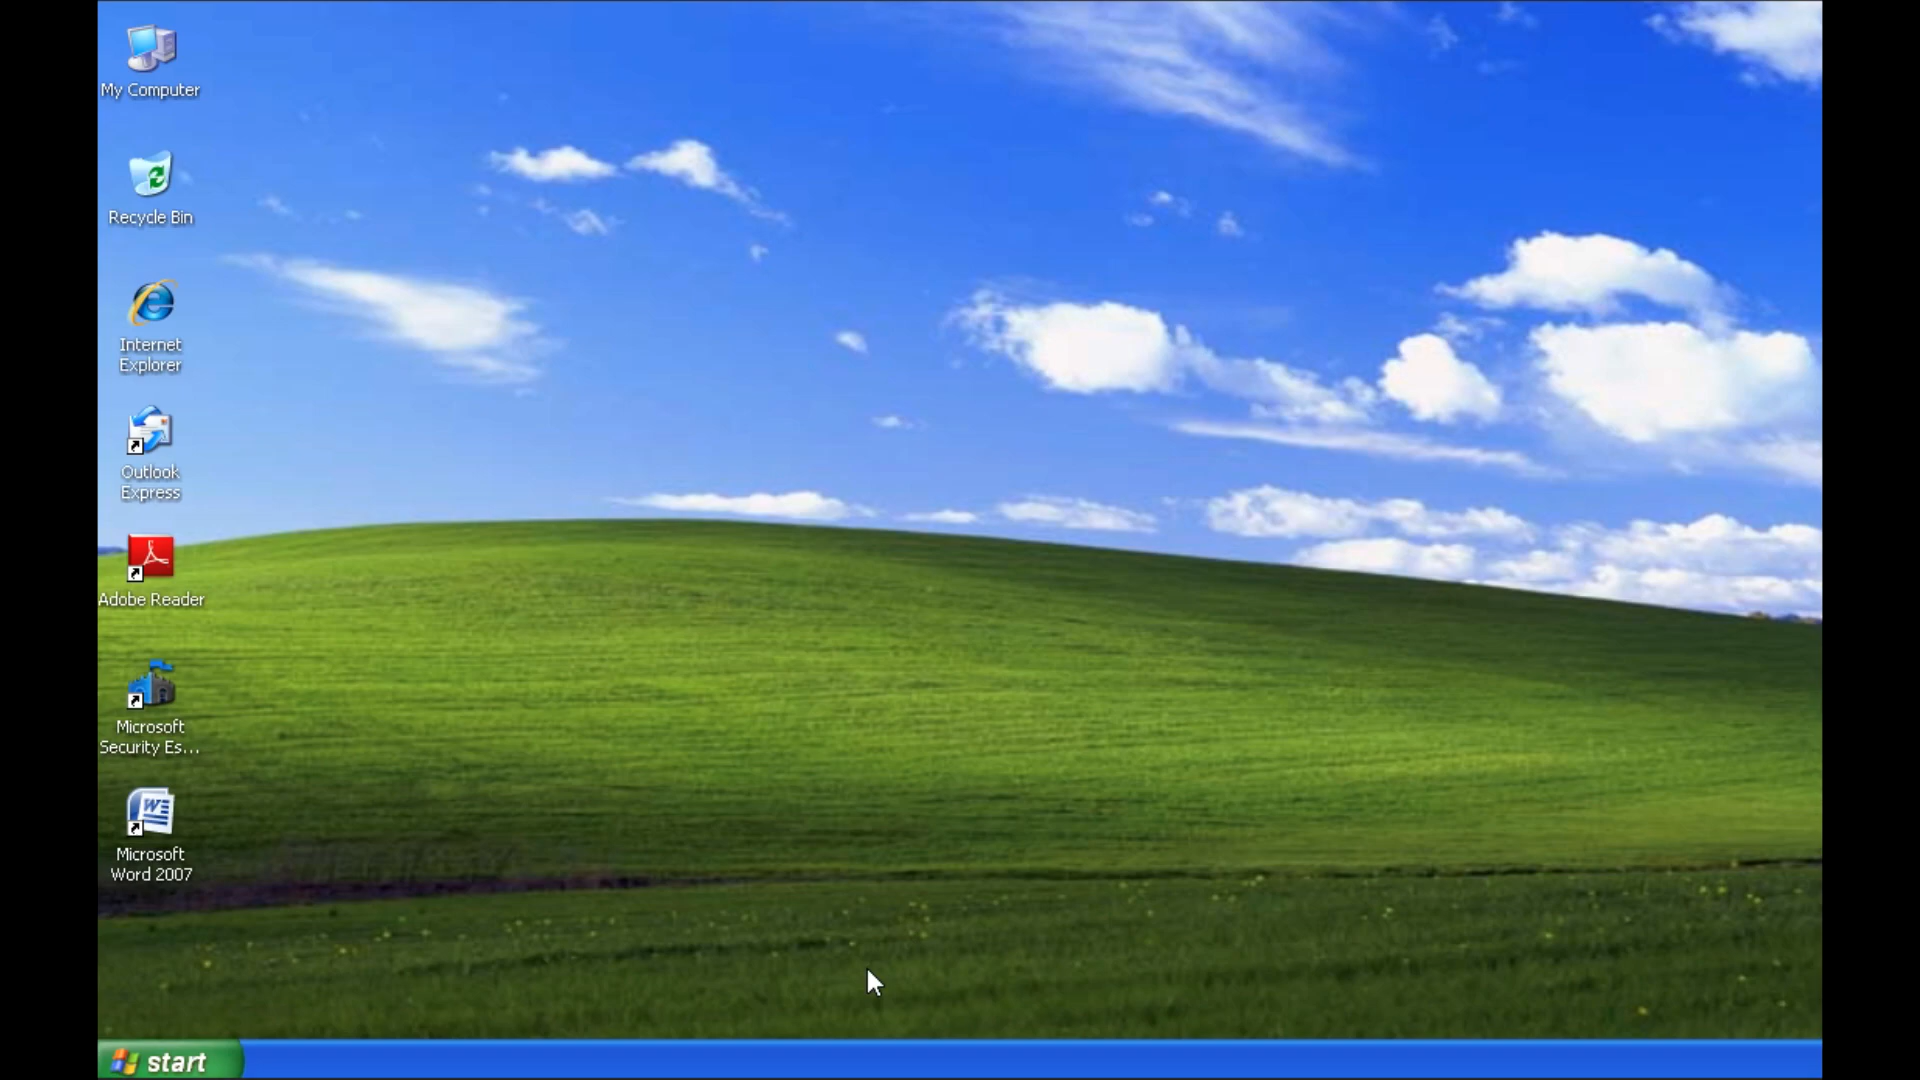 My Computer
Recycle Bin
Internet
Explorer
Outlook
Express
Adobe Reader
Microsoft
Security Es...
Microsoft
Word 2007
start